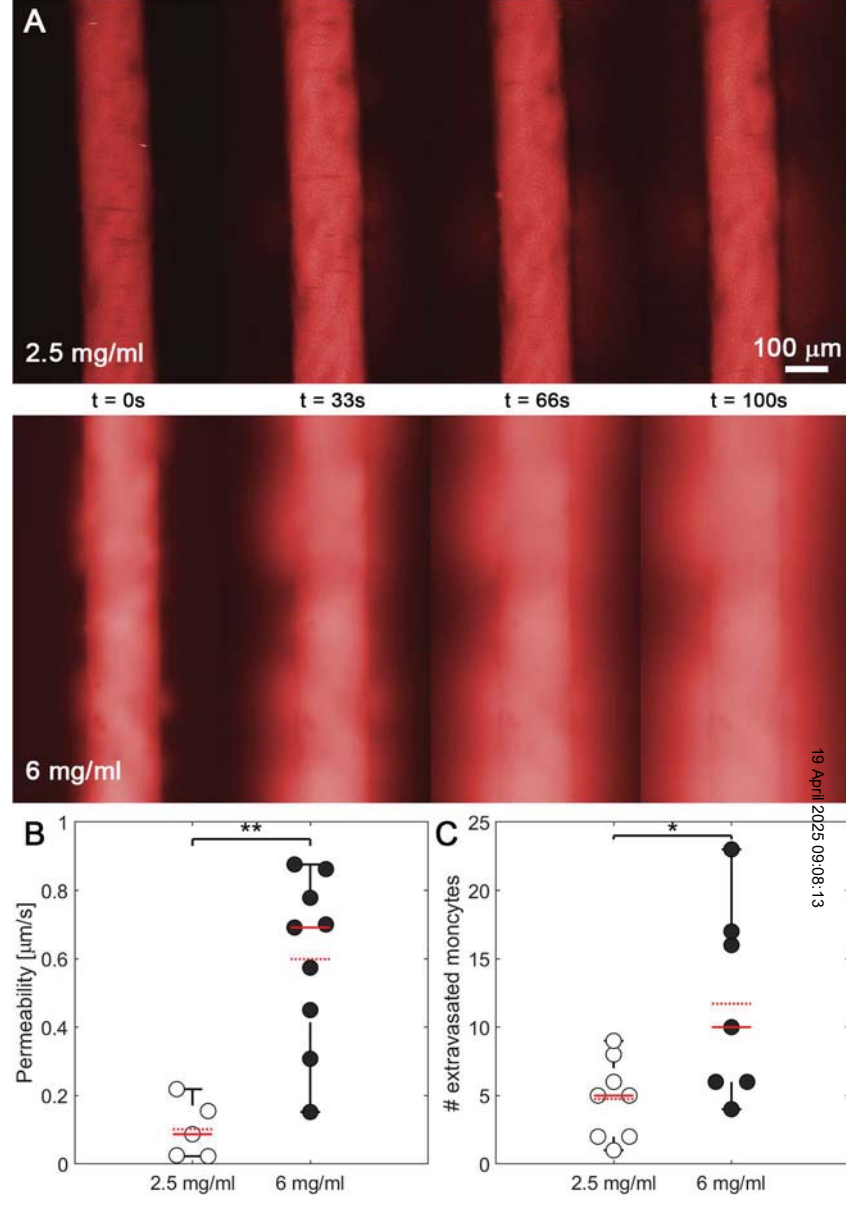 A
2.5 mg/ml
100 μm
t = 0s
t = 33s
t = 66s
t = 100s
6 mg/ml
19 April 2025 09:08:13
B
**
Permeability [μm/s]
1
0.8
0.6
0.4
0.2
0
2.5 mg/ml
6 mg/ml
C
*
# extravasated moncytes
25
20
15
10
5
0
2.5 mg/ml
6 mg/ml